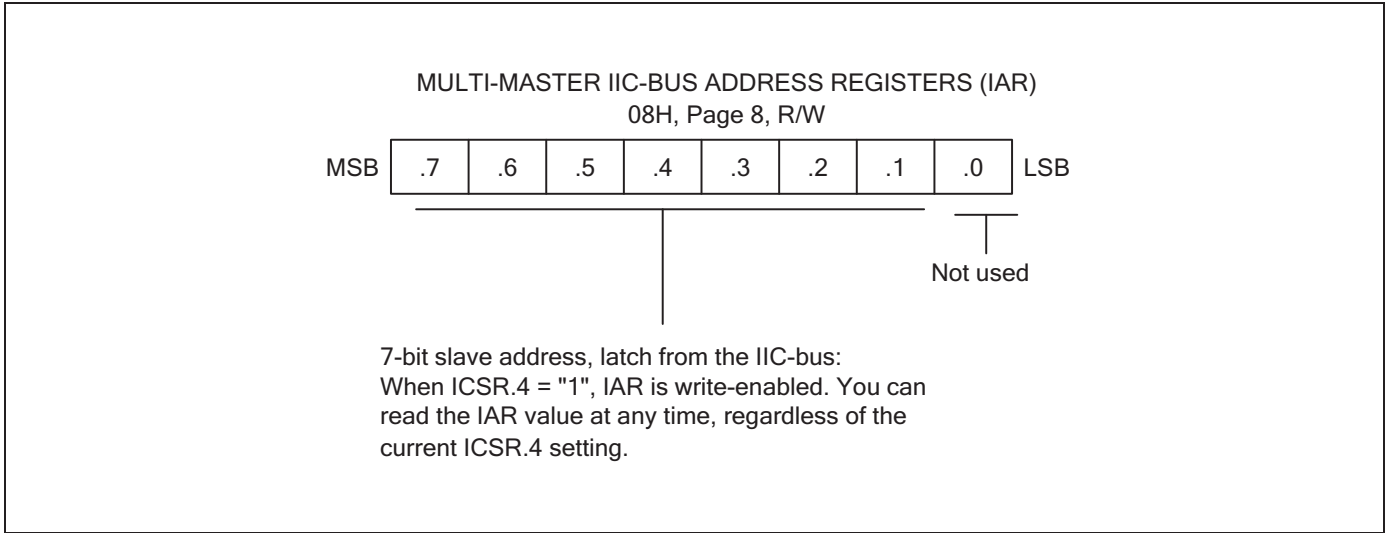 MULTI-MASTER IIC-BUS ADDRESS REGISTERS (IAR)
08H, Page 8, R/W
MSB .7 .6 .5 .4 .3 .2 .1 .0 LSB
Not used
7-bit slave address, latch from the IIC-bus:
When ICSR.4 = "1", IAR is write-enabled. You can
read the IAR value at any time, regardless of the
current ICSR.4 setting.